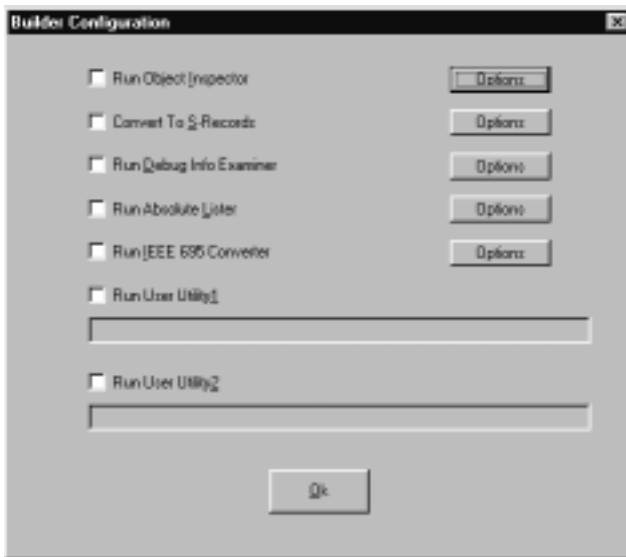 Builder Configuration
Run Object Inspector Options
Convert To S-Records Options
Run Debug Info Examiner Options
Run Absolute Lister Options
Run IEEE 695 Converter Options
Run User Utility1
Run User Utility2
Ok